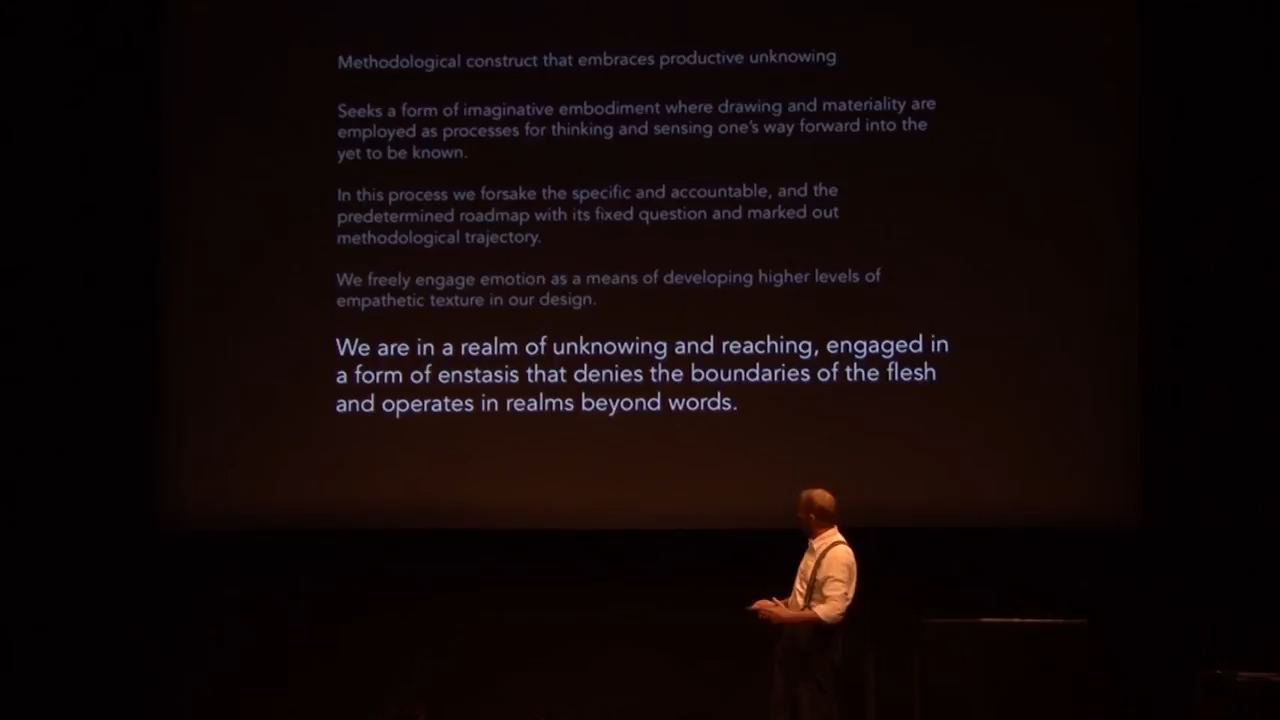 Methodological construct that embraces productive unknowing
Seeks a form of imaginative embodiment where drawing and materiality are
employed as processes for thinking and sensing one's way forward into the
yet to be known.
In this process we forsake the specific and accountable, and the
predetermined roadmap with its fixed question and marked out
methodological trajectory.
We freely engage emotion as a means of developing higher levels of
empathetic texture in our design.
We are in a realm of unknowing and reaching, engaged in
a form of enstasis that denies the boundaries of the flesh
and operates in realms beyond words.